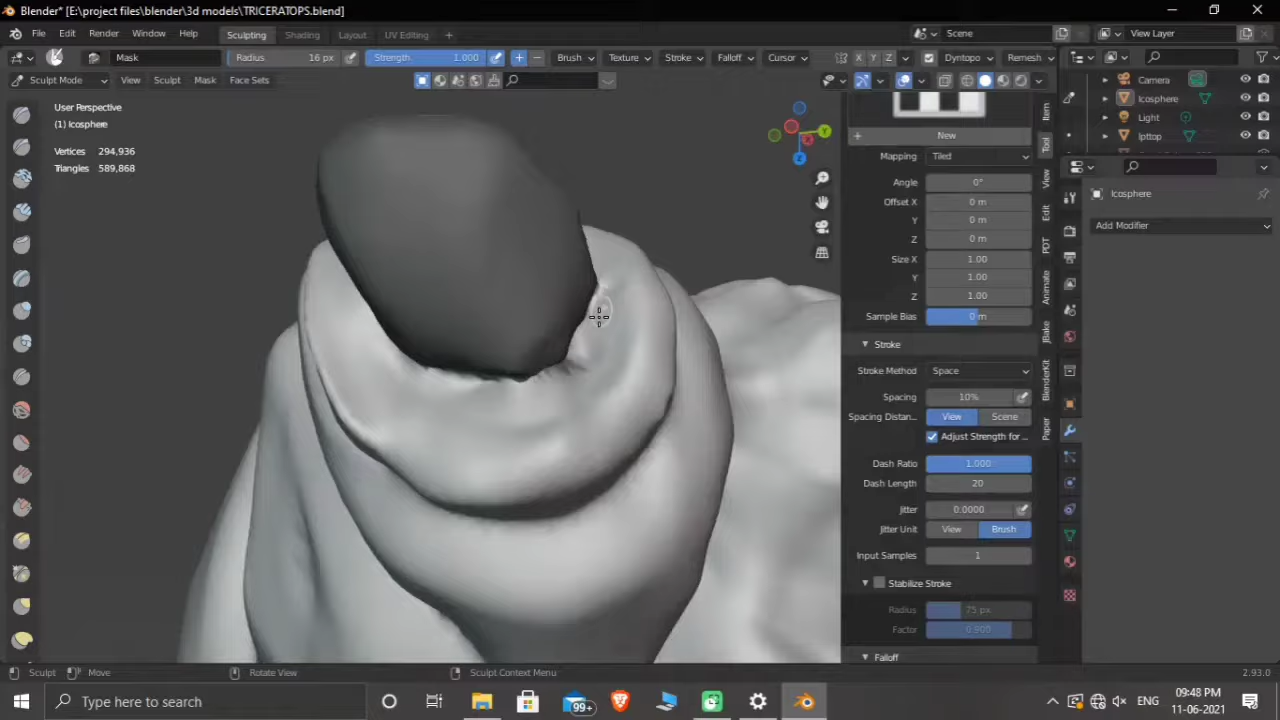 Blender* [E:\project files\blender\3d models\TRICERATOPS.blend]
File Edit Render Window Help Sculpting Shading Layout UV Editing + Scene View Layer
Mask Radius 16 px Strength 1.000 + − Brush Texture Stroke Falloff Cursor X Y Z Dyntopo Remesh
Sculpt Mode View Sculpt Mask Face Sets
User Perspective
(1) Icosphere
Vertices 294,936
Triangles 589,868
X
Y
Z
+ New
Mapping Tiled
Angle 0°
Offset X 0 m
Y 0 m
Z 0 m
Size X 1.00
Y 1.00
Z 1.00
Sample Bias 0 m
Stroke
Stroke Method Space
Spacing 10%
Spacing Distan... View Scene
Adjust Strength for ...
Dash Ratio 1.000
Dash Length 20
Jitter 0.0000
Jitter Unit View Brush
Input Samples 1
Stabilize Stroke
Radius 75 px
Factor 0.900
Falloff
Item
Tool
View
Edit
PDT
Animate
JBake
BlenderKit
Paper
Camera
Icosphere
Light
lpttop
Icosphere
Add Modifier
Sculpt Move Rotate View Sculpt Context Menu 2.93.0
Type here to search
99+
ENG
09:48 PM
11-06-2021